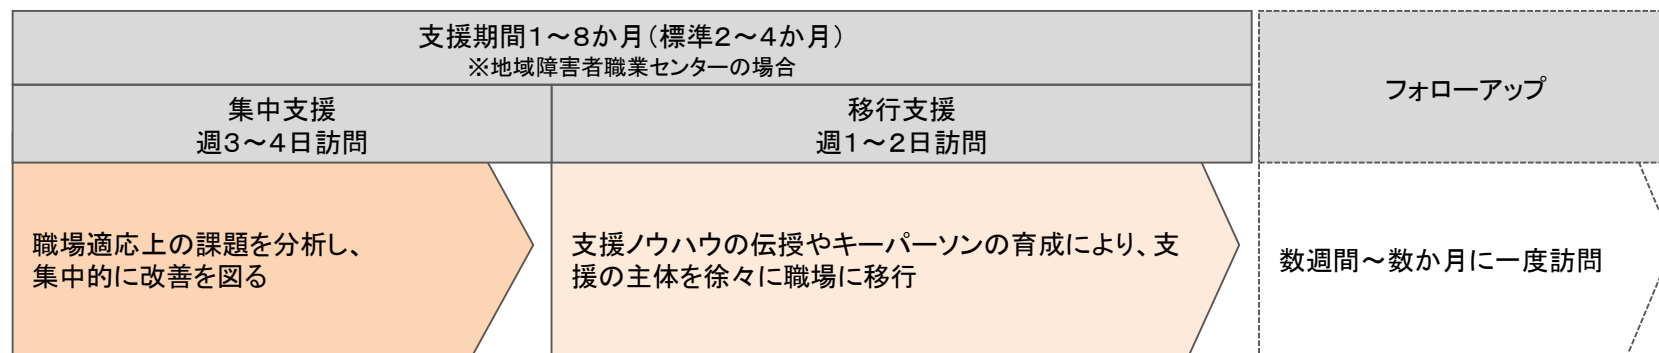 支援期間１～８か月（標準２～４か月）
※地域障害者職業センターの場合
フォローアップ
集中支援
週３～４日訪問
移行支援
週１～２日訪問
職場適応上の課題を分析し、
集中的に改善を図る
支援ノウハウの伝授やキーパーソンの育成により、支
援の主体を徐々に職場に移行
数週間～数か月に一度訪問